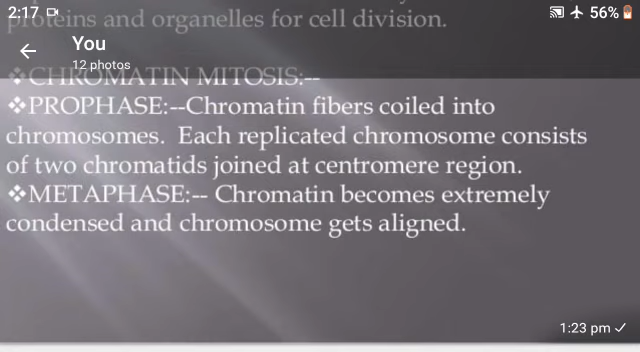 2:17 56%
proteins and organelles for cell division.
You
12 photos
❖CHROMATIN MITOSIS:--
❖PROPHASE:--Chromatin fibers coiled into
chromosomes. Each replicated chromosome consists
of two chromatids joined at centromere region.
❖METAPHASE:-- Chromatin becomes extremely
condensed and chromosome gets aligned.
1:23 pm